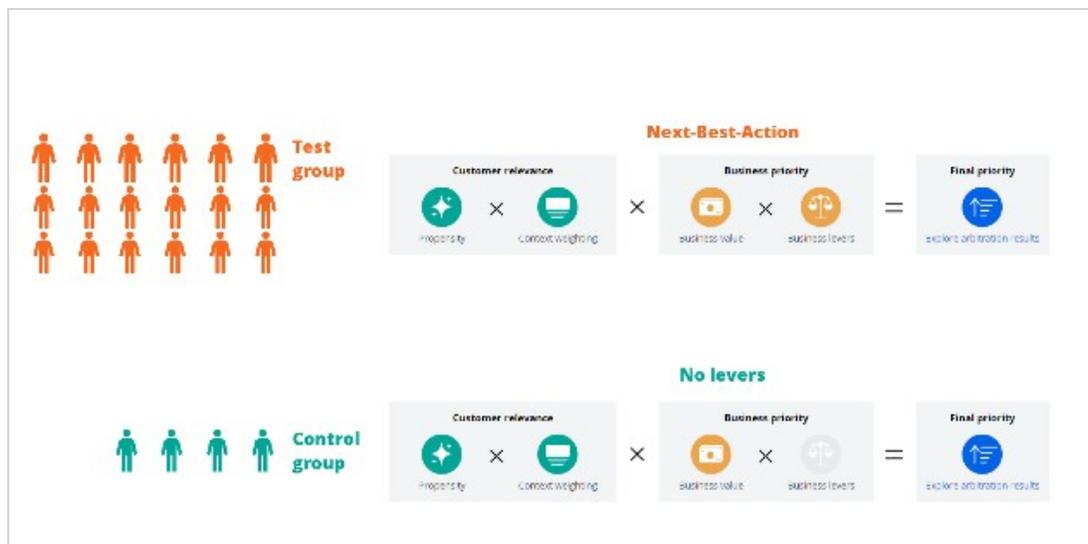 Next-Best-Action
Test
group
Customer relevance
Business priority
Final priority
×
×
×
=
Propensity
Context weighting
Business value
Business levers
Explore arbitration results
No levers
Control
group
Customer relevance
Business priority
Final priority
×
×
×
=
Propensity
Context weighting
Business value
Business levers
Explore arbitration results